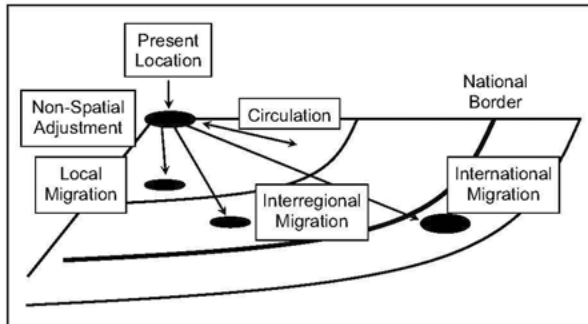 Present
Location
Non-Spatial
Adjustment
Circulation
National
Border
Local
Migration
Interregional
Migration
International
Migration